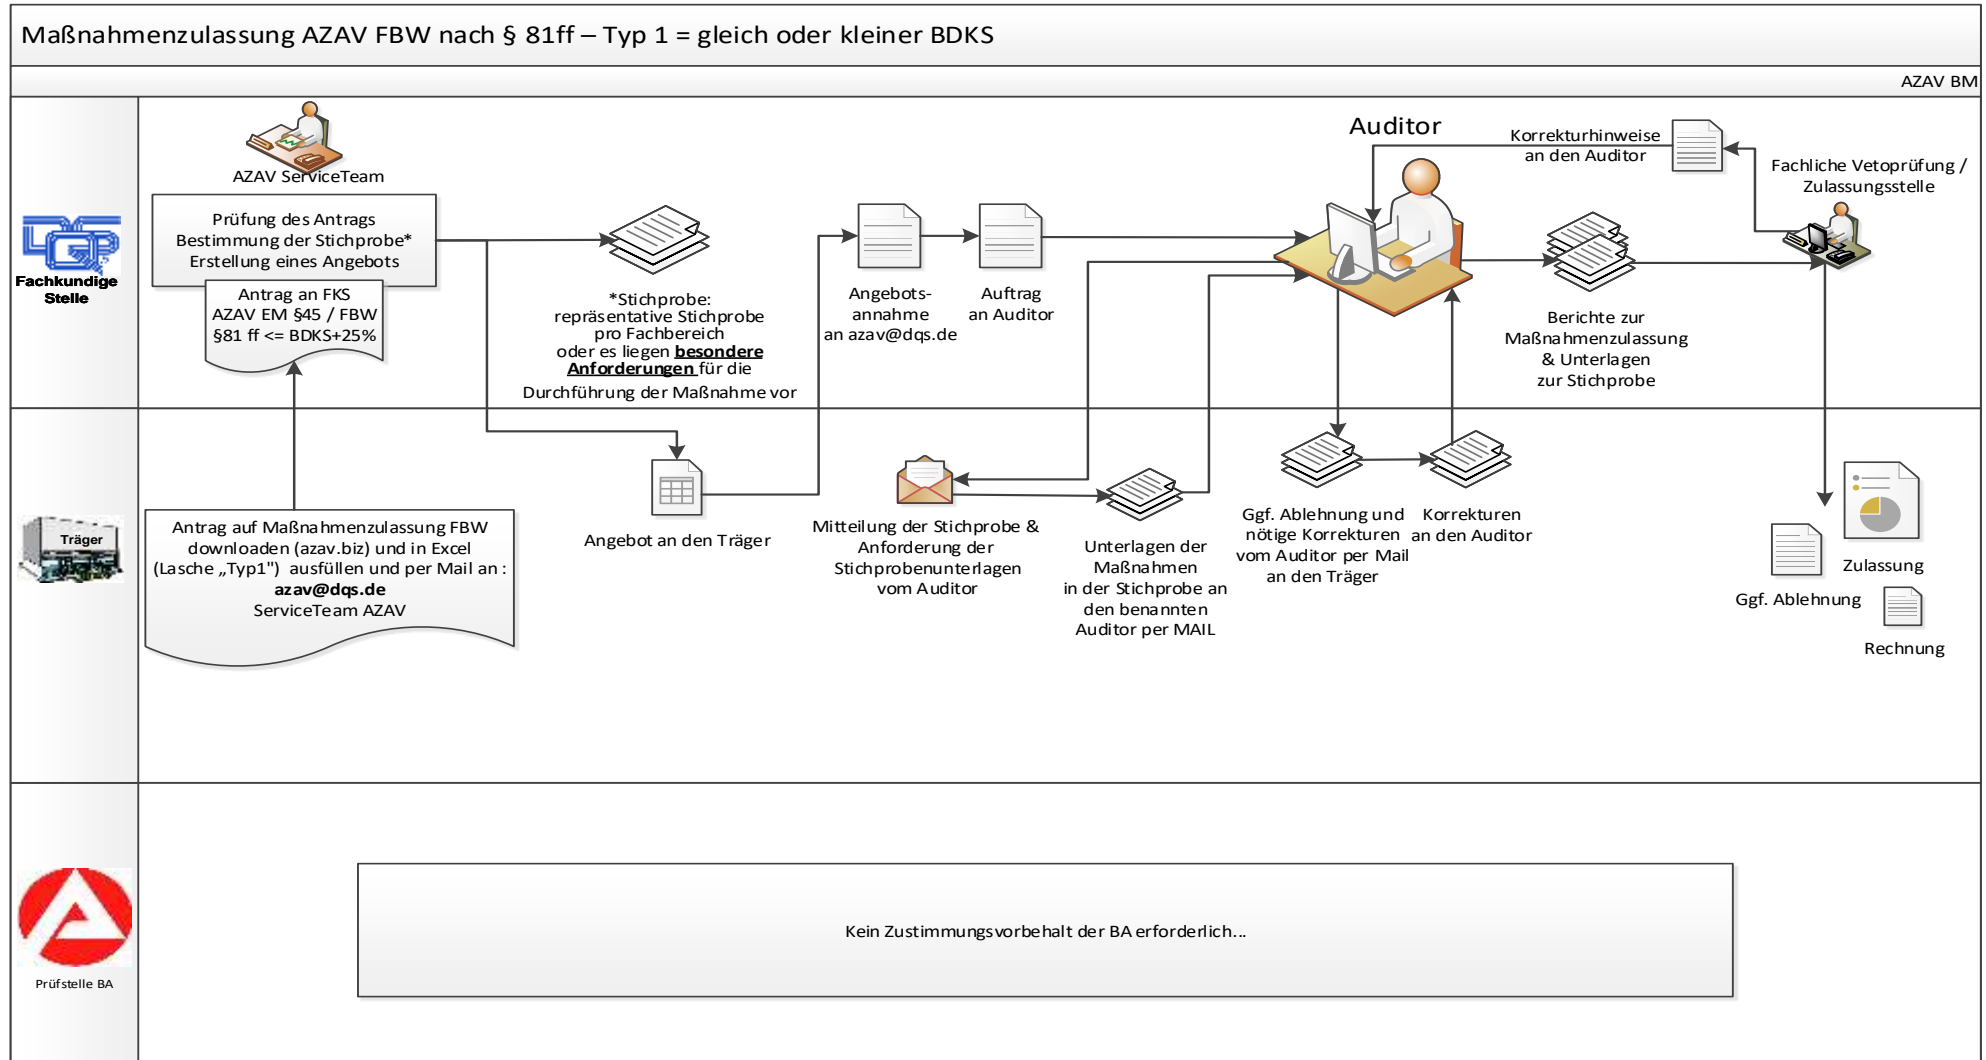 Maßnahmenzulassung AZAV FBW nach § 81ff – Typ 1 = gleich oder kleiner BDKS
AZAV BM
Fachkundige
Stelle
AZAV ServiceTeam
Prüfung des Antrags
Bestimmung der Stichprobe*
Erstellung eines Angebots
Antrag an FKS
AZAV EM §45 / FBW
§81 ff <= BDKS+25%
*Stichprobe:
repräsentative Stichprobe
pro Fachbereich
oder es liegen besondere
Anforderungen für die
Durchführung der Maßnahme vor
Angebots-
annahme
an azav@dqs.de
Auftrag
an Auditor
Auditor
Korrekturhinweise
an den Auditor
Fachliche Vetoprüfung /
Zulassungsstelle
Berichte zur
Maßnahmenzulassung
& Unterlagen
zur Stichprobe
Träger
Antrag auf Maßnahmenzulassung FBW
downloaden (azav.biz) und in Excel
(Lasche „Typ1") ausfüllen und per Mail an :
azav@dqs.de
ServiceTeam AZAV
Angebot an den Träger
Mitteilung der Stichprobe &
Anforderung der
Stichprobenunterlagen
vom Auditor
Unterlagen der
Maßnahmen
in der Stichprobe an
den benannten
Auditor per MAIL
Ggf. Ablehnung und
nötige Korrekturen
vom Auditor per Mail
an den Träger
Korrekturen
an den Auditor
Zulassung
Ggf. Ablehnung
Rechnung
Prüfstelle BA
Kein Zustimmungsvorbehalt der BA erforderlich...